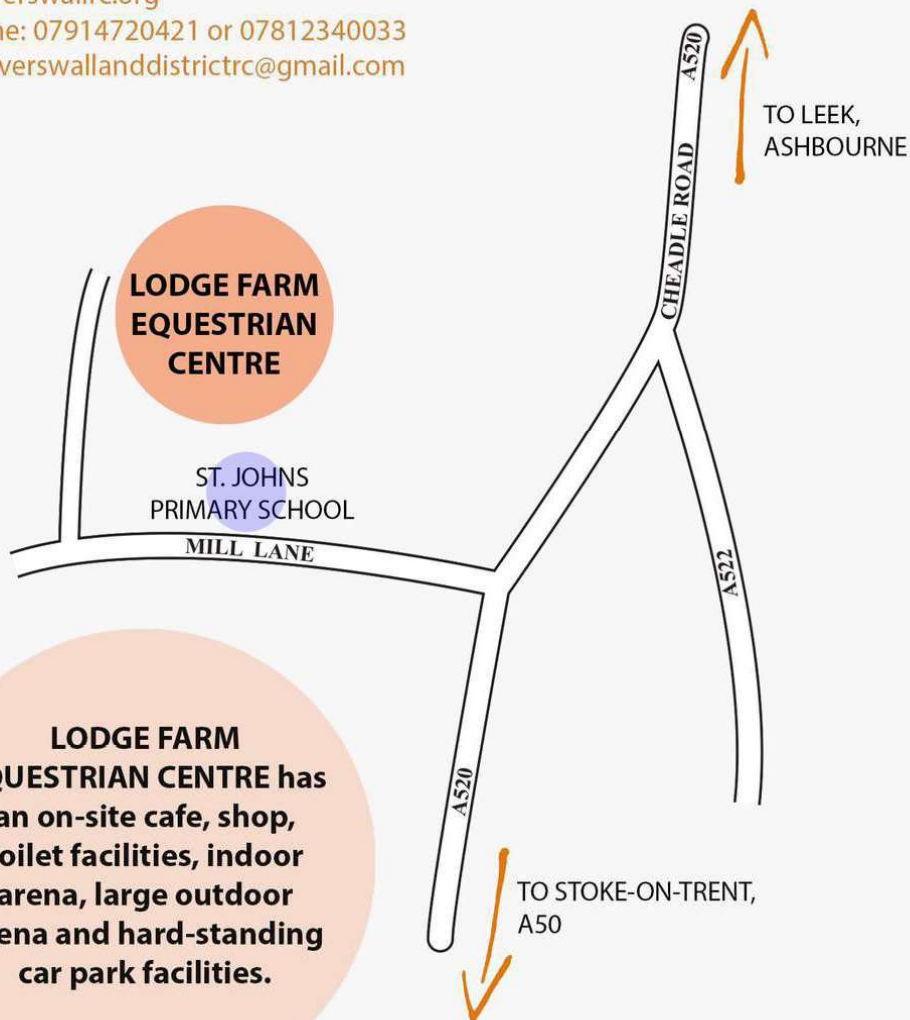 erswallrc.org
ne: 07914720421 or 07812340033
verswallanddistrictrc@gmail.com
A520
TO LEEK,
ASHBOURNE
CHEADLE ROAD
LODGE FARM
EQUESTRIAN
CENTRE
ST. JOHNS
PRIMARY SCHOOL
MILL LANE
A522
LODGE FARM
QUESTRIAN CENTRE has
an on-site cafe, shop,
oilet facilities, indoor
arena, large outdoor
ena and hard-standing
car park facilities.
A520
TO STOKE-ON-TRENT,
A50